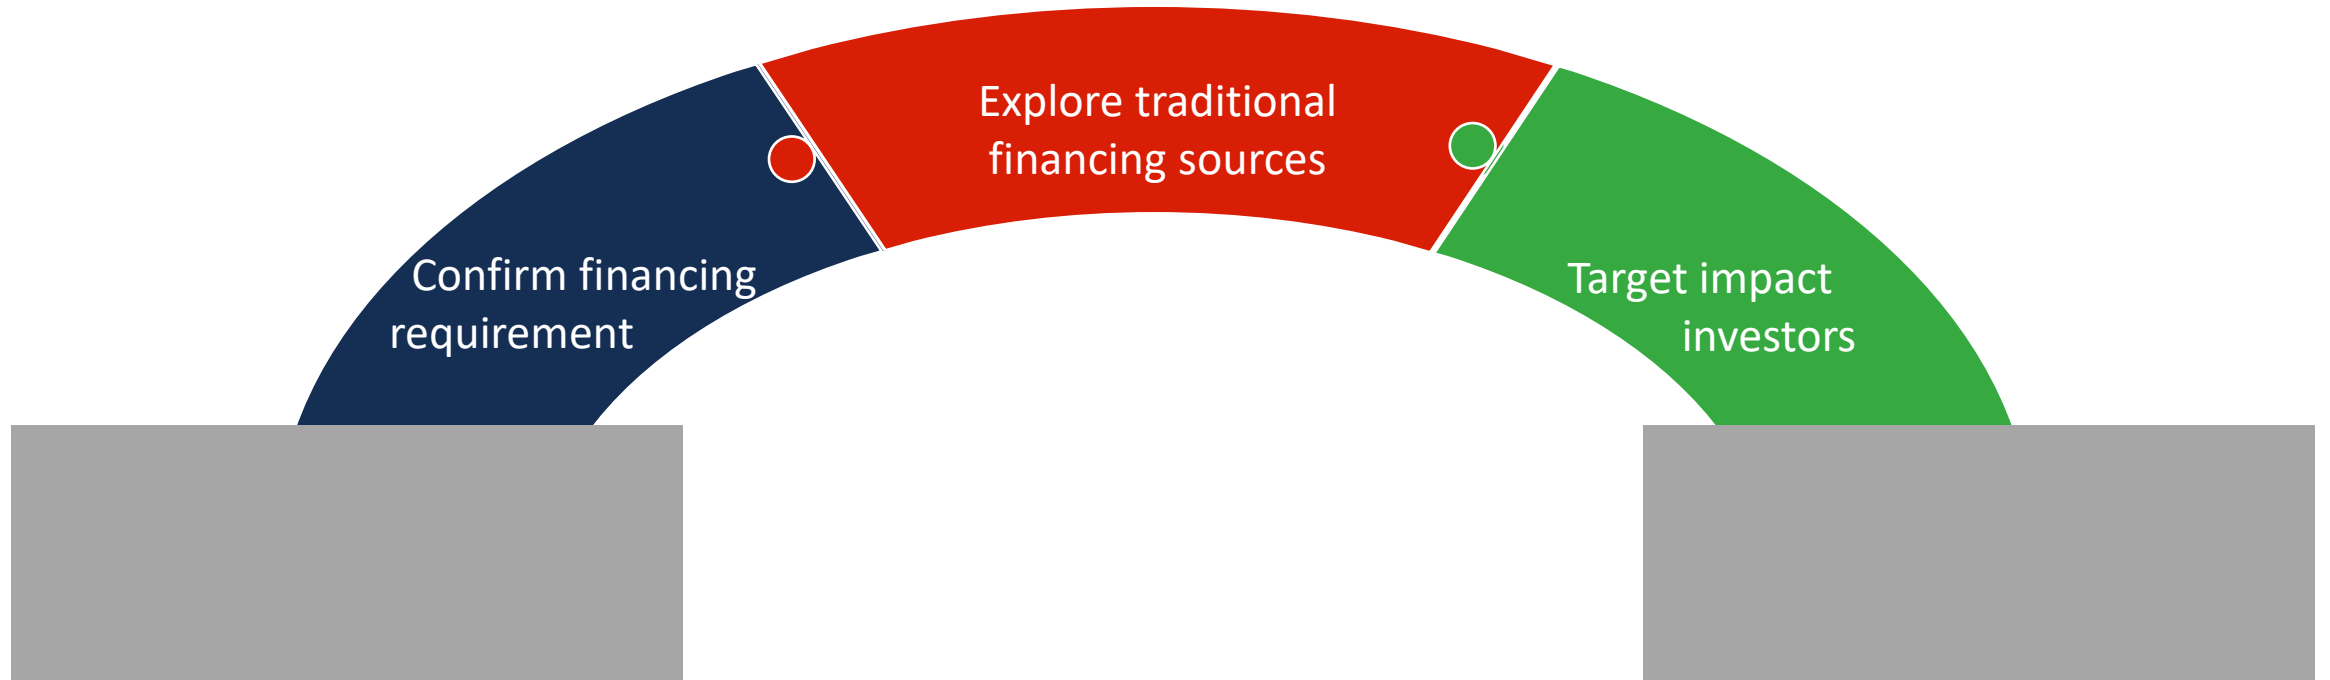 Confirm financing
requirement
Explore traditional
financing sources
Target impact
investors